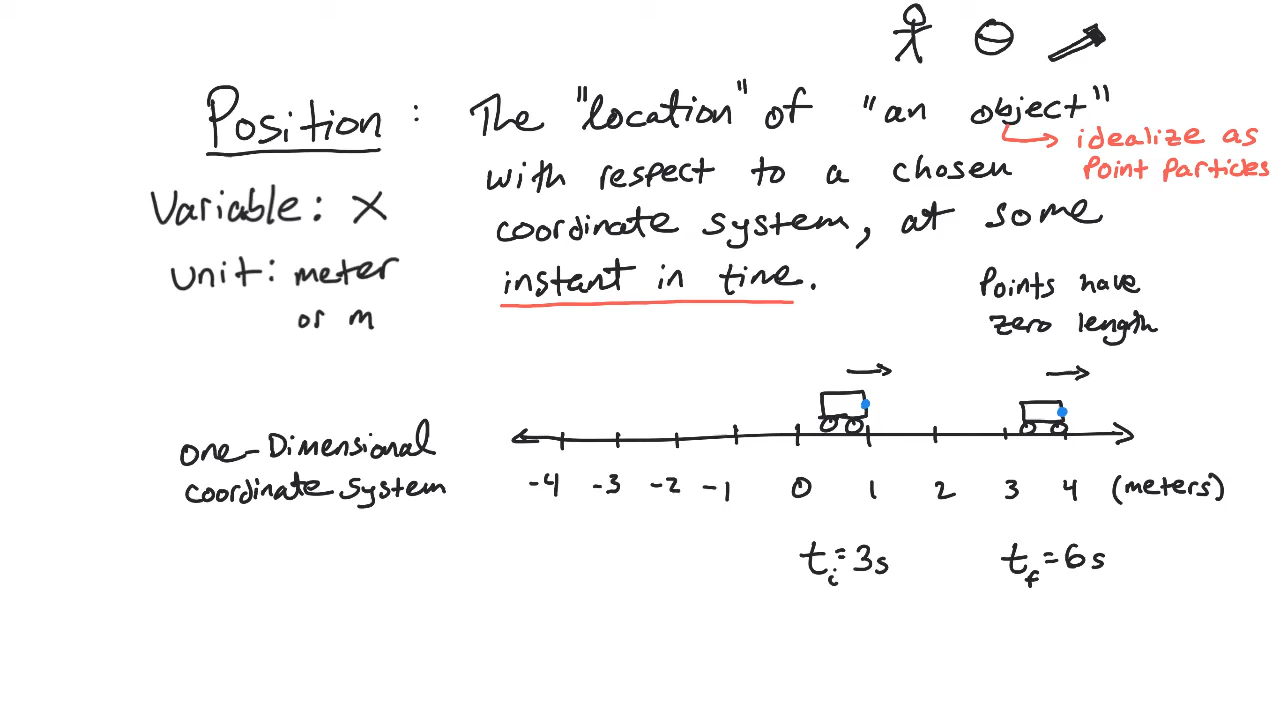 Position : The "location" of "an object"
idealize as
Point Particles
with respect to a chosen
Variable: x
coordinate system, at some
Unit: meter
or m
instant in time.
Points have
zero length
one-Dimensional
coordinate system
-4 -3 -2 -1 0 1 2 3 4 (meters)
ti=3s tf=6s